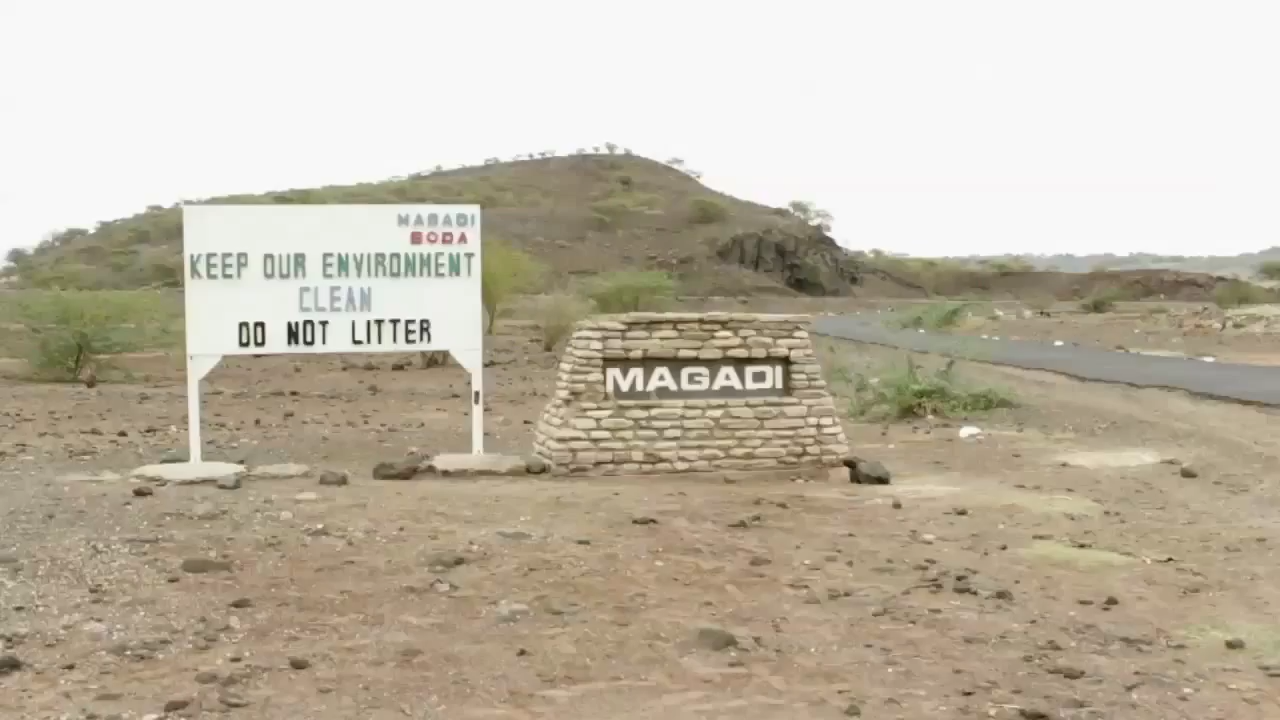 MAGADI
SODA
KEEP OUR ENVIRONMENT
CLEAN
DO NOT LITTER
MAGADI